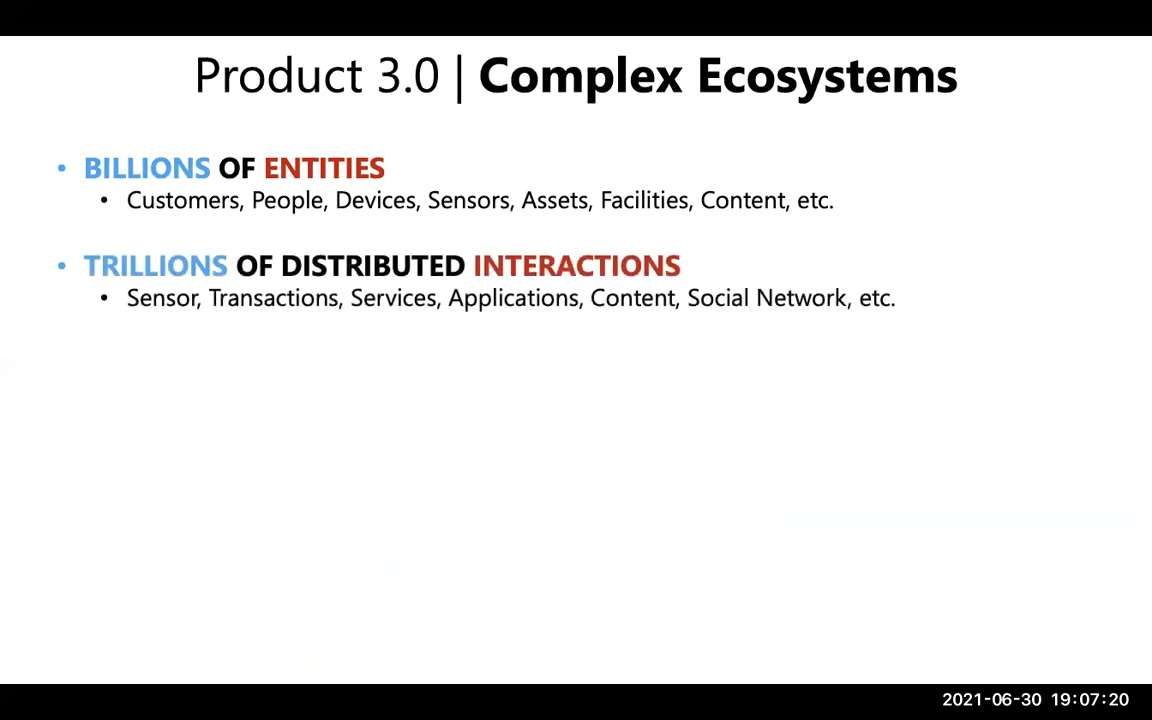 Product 3.0 | Complex Ecosystems
• BILLIONS OF ENTITIES
• Customers, People, Devices, Sensors, Assets, Facilities, Content, etc.
• TRILLIONS OF DISTRIBUTED INTERACTIONS
• Sensor, Transactions, Services, Applications, Content, Social Network, etc.
2021-06-30 19:07:20